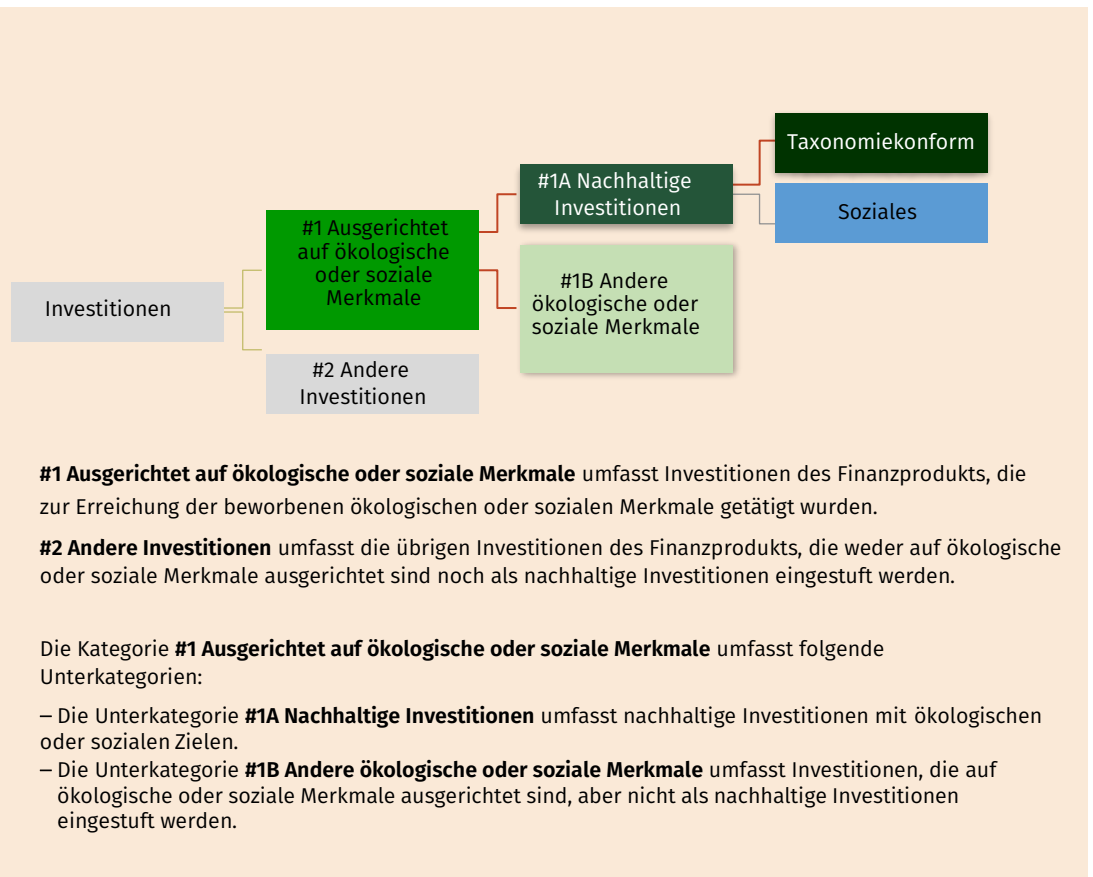 Taxonomiekonform
#1A Nachhaltige
Investitionen
Soziales
#1 Ausgerichtet
auf ökologische
oder soziale
Merkmale
#1B Andere
ökologische oder
soziale Merkmale
Investitionen
#2 Andere
Investitionen
#1 Ausgerichtet auf ökologische oder soziale Merkmale umfasst Investitionen des Finanzprodukts, die
zur Erreichung der beworbenen ökologischen oder sozialen Merkmale getätigt wurden.
#2 Andere Investitionen umfasst die übrigen Investitionen des Finanzprodukts, die weder auf ökologische
oder soziale Merkmale ausgerichtet sind noch als nachhaltige Investitionen eingestuft werden.
Die Kategorie #1 Ausgerichtet auf ökologische oder soziale Merkmale umfasst folgende
Unterkategorien:
– Die Unterkategorie #1A Nachhaltige Investitionen umfasst nachhaltige Investitionen mit ökologischen
oder sozialen Zielen.
– Die Unterkategorie #1B Andere ökologische oder soziale Merkmale umfasst Investitionen, die auf
ökologische oder soziale Merkmale ausgerichtet sind, aber nicht als nachhaltige Investitionen
eingestuft werden.